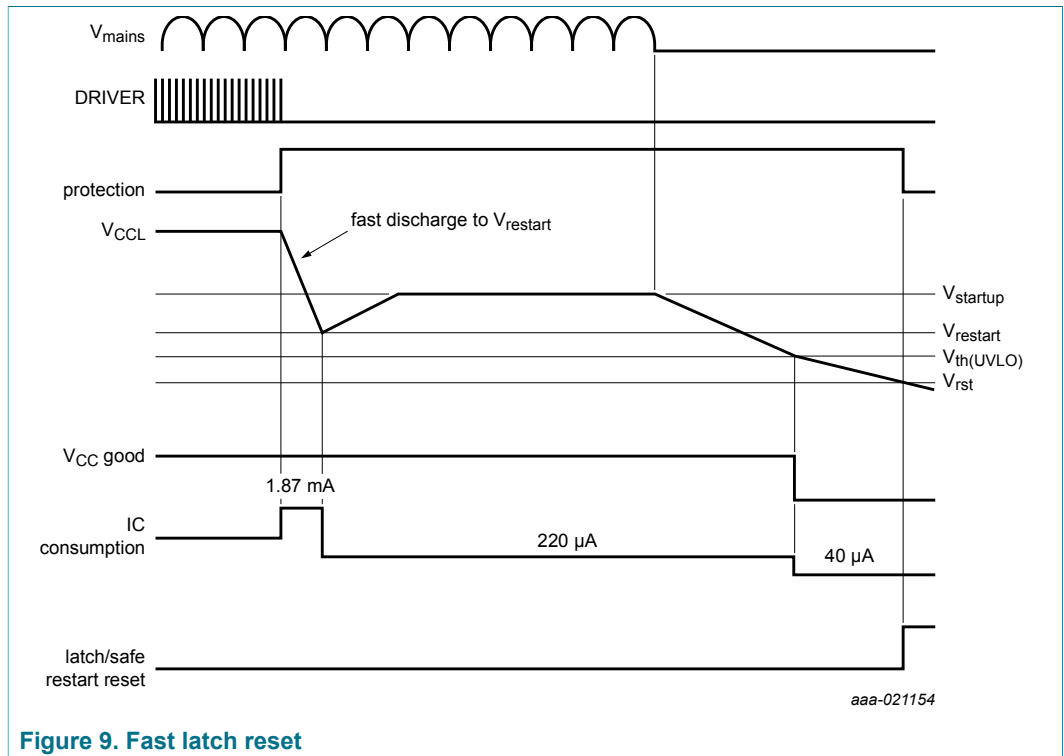 Vmains
DRIVER
protection
VCCL
fast discharge to Vrestart
Vstartup
Vrestart
Vth(UVLO)
Vrst
VCC good
1.87 mA
IC
consumption
220 µA
40 µA
latch/safe
restart reset
aaa-021154
Figure 9. Fast latch reset